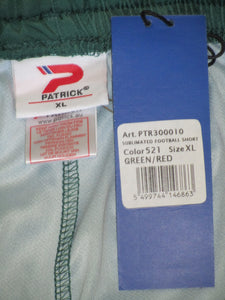 PATRICK®
XL
Art. PTR300010
SUBLIMATED FOOTBALL SHORT
Color 521 Size XL
GREEN/RED
5 499744 146863